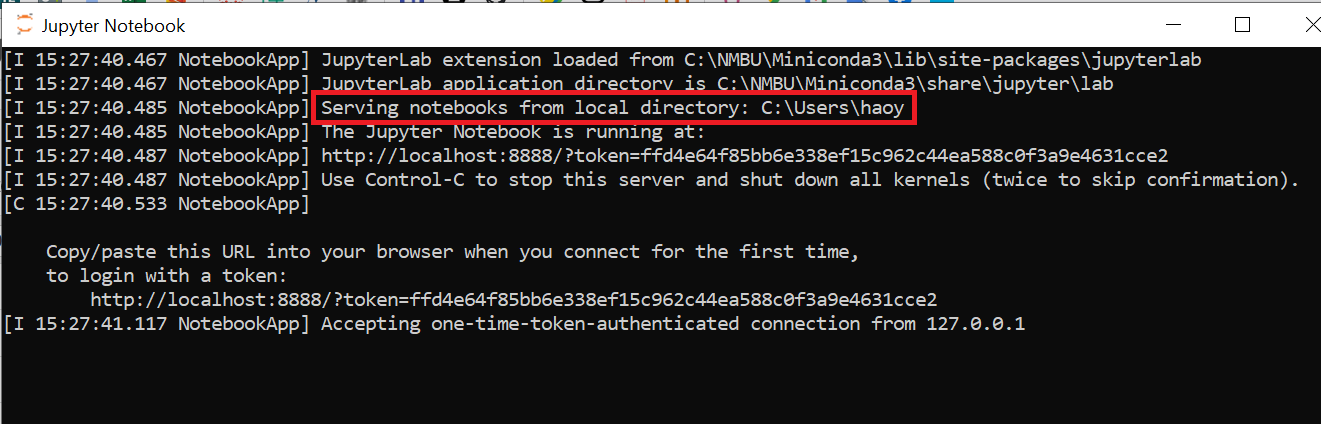 Jupyter Notebook
[I 15:27:40.467 NotebookApp] JupyterLab extension loaded from C:\NMBU\Miniconda3\lib\site-packages\jupyterlab
[I 15:27:40.467 NotebookApp] JupyterLab application directory is C:\NMBU\Miniconda3\share\jupyter\lab
[I 15:27:40.485 NotebookApp] Serving notebooks from local directory: C:\Users\haoy
[I 15:27:40.485 NotebookApp] The Jupyter Notebook is running at:
[I 15:27:40.487 NotebookApp] http://localhost:8888/?token=ffd4e64f85bb6e338ef15c962c44ea588c0f3a9e4631cce2
[I 15:27:40.487 NotebookApp] Use Control-C to stop this server and shut down all kernels (twice to skip confirmation).
[C 15:27:40.533 NotebookApp]
Copy/paste this URL into your browser when you connect for the first time,
to login with a token:
http://localhost:8888/?token=ffd4e64f85bb6e338ef15c962c44ea588c0f3a9e4631cce2
[I 15:27:41.117 NotebookApp] Accepting one-time-token-authenticated connection from 127.0.0.1